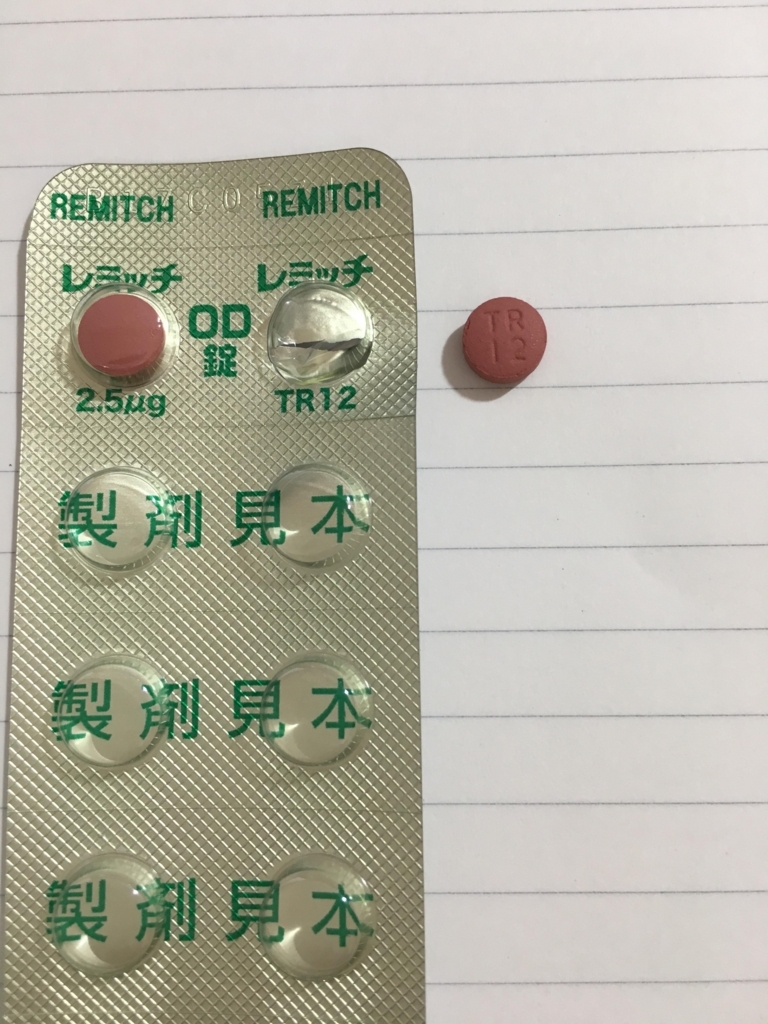 REMITCH REMITCH
レミッチ レミッチ
OD
錠
2.5μg TR12
TR
12
製剤見本
製剤見本
製剤見本